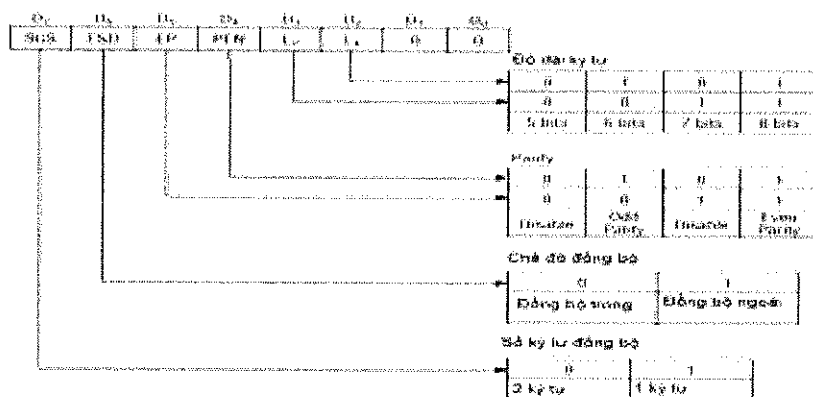 D₇ D₆ D₅ D₄ D₃ D₂ D₁ D₀
SCS ESD EP PEN L₂ L₁ 0 0
Độ dài ký tự
0 1 0 1
0 0 1 1
5 bits 6 bits 7 bits 8 bits
Parity
0 1 0 1
0 0 1 1
Disable Odd Parity Disable Even Parity
Chế độ đồng bộ
0 1
Đồng bộ trong Đồng bộ ngoài
Số ký tự đồng bộ
0 1
2 ký tự 1 ký tự